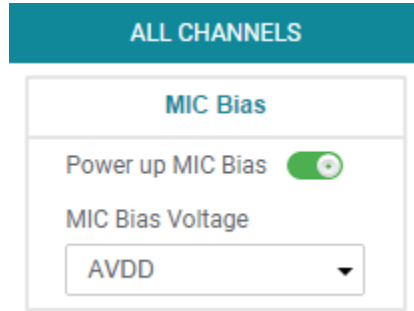 ALL CHANNELS
MIC Bias
Power up MIC Bias
MIC Bias Voltage
AVDD